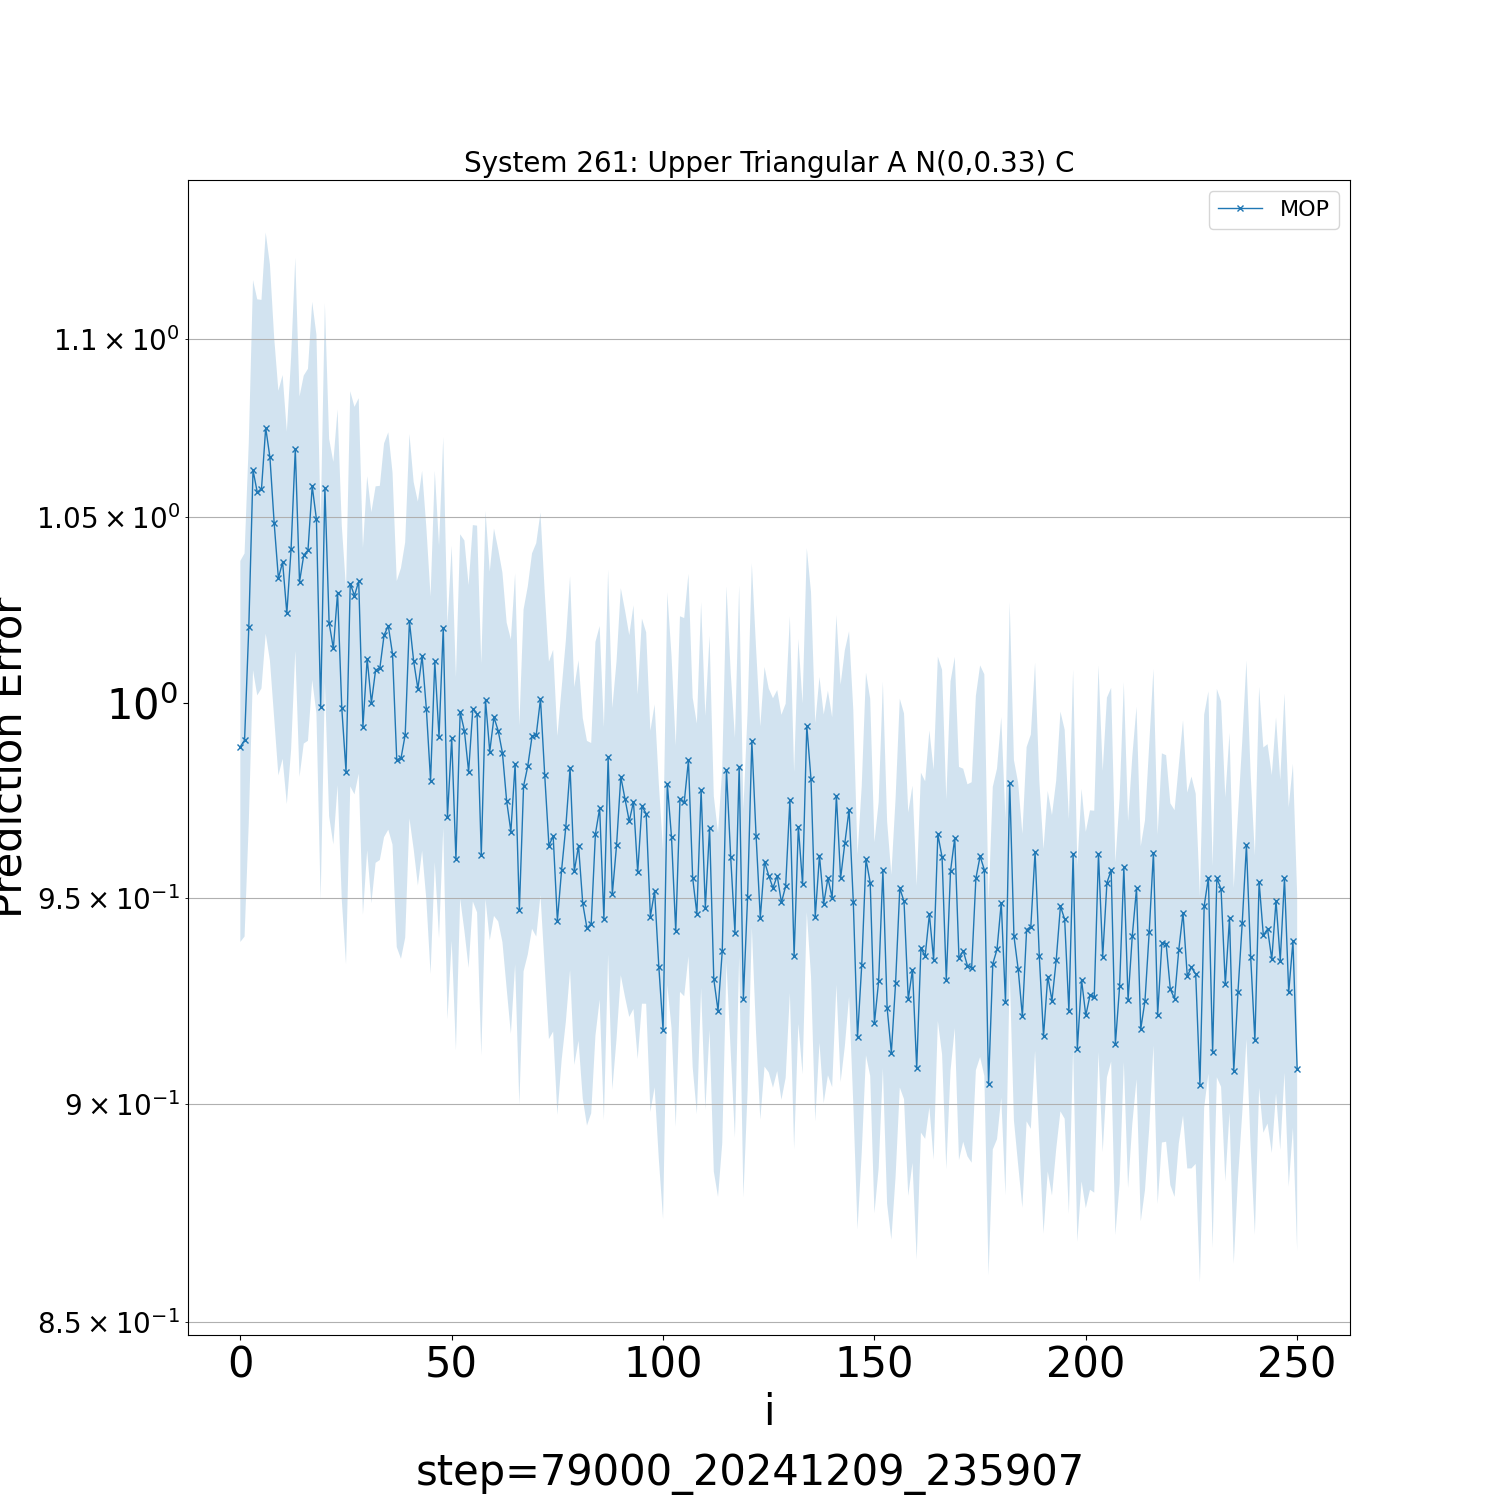 System 261: Upper Triangular A N(0,0.33) C
MOP
1.1 × 10⁰
1.05 × 10⁰
10⁰
9.5 × 10⁻¹
9 × 10⁻¹
8.5 × 10⁻¹
Prediction Error
0 50 100 150 200 250
i
step=79000_20241209_235907